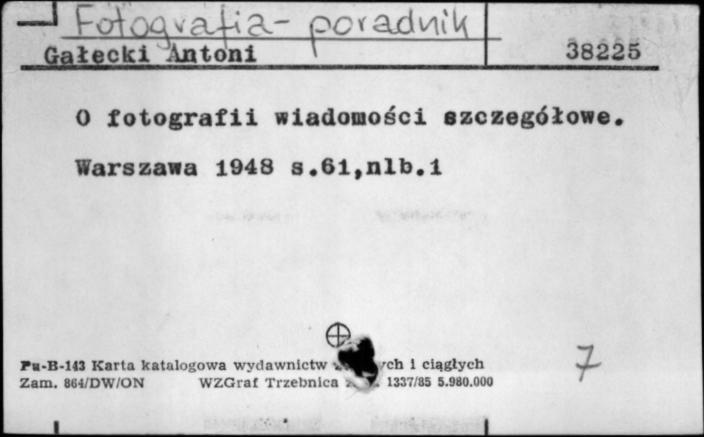 Fotografia - poradnik
Gałecki Antoni 38225
O fotografii wiadomości szczegółowe.
Warszawa 1948 s.61,nlb.1
Pu-B-143 Karta katalogowa wydawnictw i ciągłych
Zam. 864/DW/ON WZGraf Trzebnica 1337/85 5.980.000
7